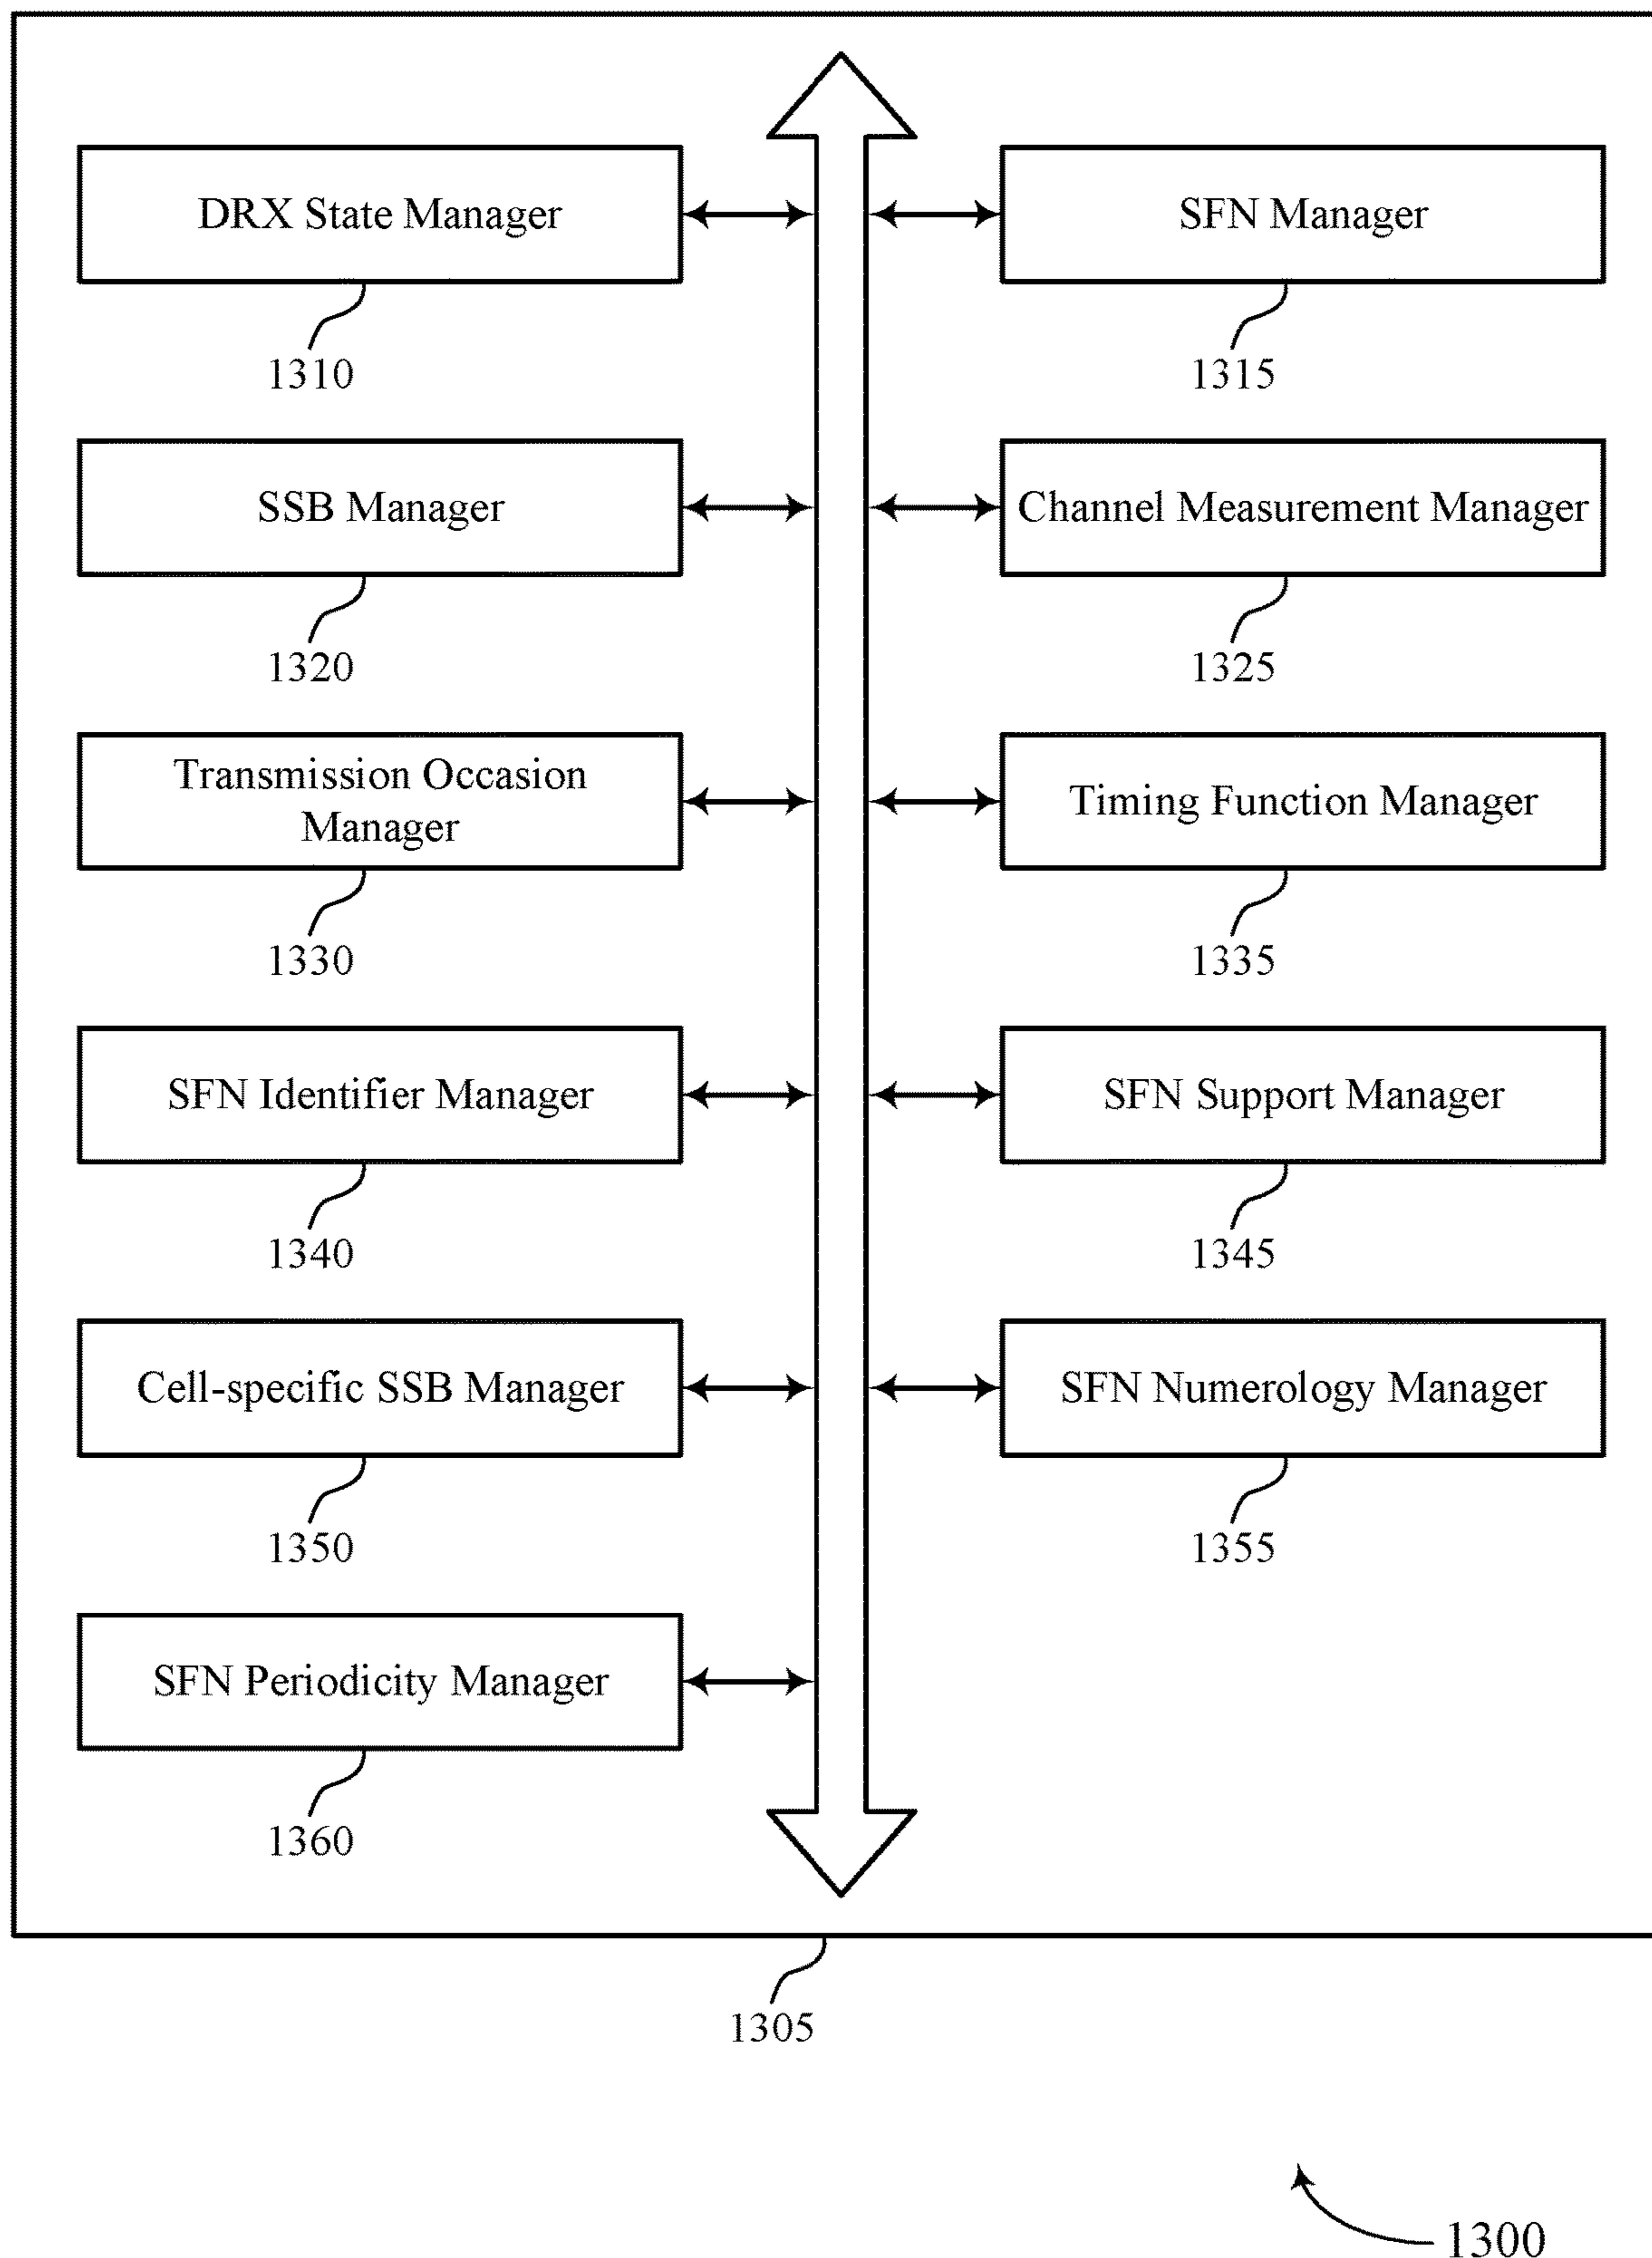 DRX State Manager
1310
SFN Manager
1315
SSB Manager
1320
Channel Measurement Manager
1325
Transmission Occasion
Manager
1330
Timing Function Manager
1335
SFN Identifier Manager
1340
SFN Support Manager
1345
Cell-specific SSB Manager
1350
SFN Numerology Manager
1355
SFN Periodicity Manager
1360
1305
1300